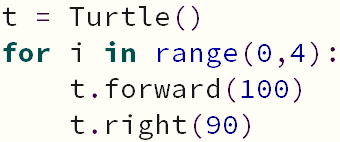 t = Turtle()
for i in range(0,4):
    t.forward(100)
    t.right(90)